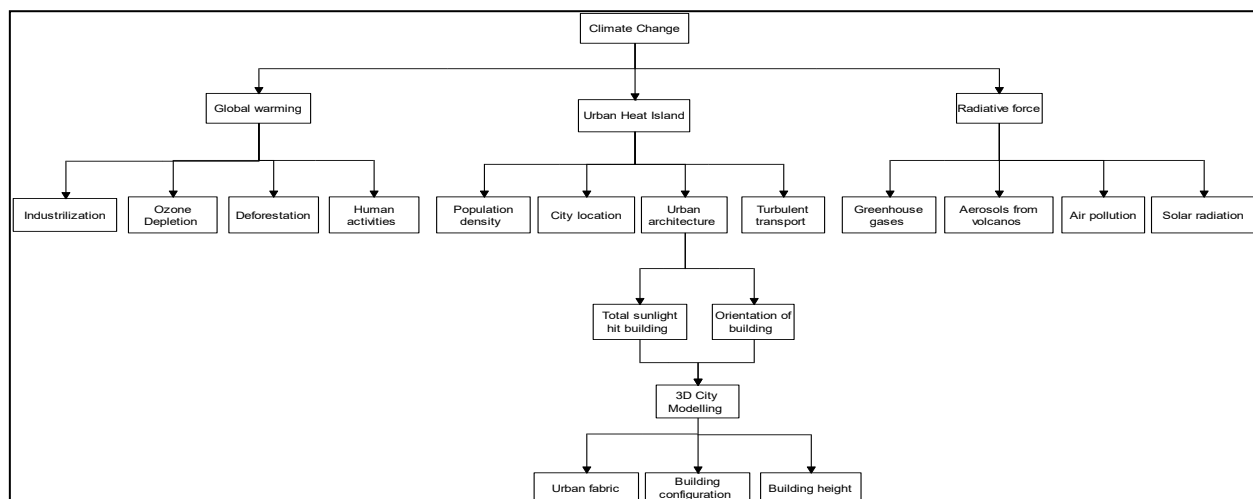 Climate Change
Global warming
Urban Heat Island
Radiative force
Industrilization
Ozone
Depletion
Deforestation
Human
activities
Population
density
City location
Urban
architecture
Turbulent
transport
Greenhouse
gases
Aerosols from
volcanos
Air pollution
Solar radiation
Total sunlight
hit building
Orientation of
building
3D City
Modelling
Urban fabric
Building
configuration
Building height